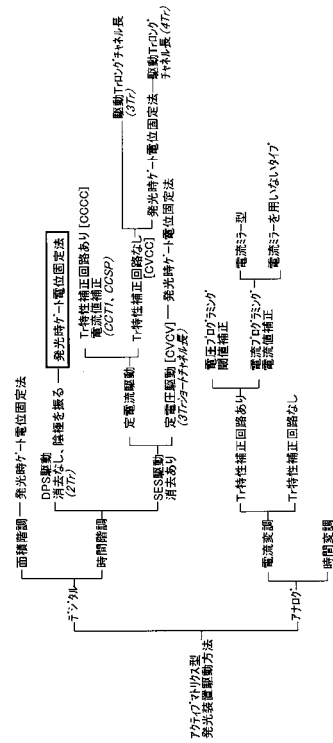 アクティブマトリクス型
発光装置駆動方法
デジタル
面積階調
発光時ゲート電位固定法
時間階調
DPS駆動
消去なし、陰極を振る
(2Tr)
発光時ゲート電位固定法
SES駆動
消去あり
定電流駆動
Tr特性補正回路あり [CCCC]
電流値補正
(CCT1、CCSP)
Tr特性補正回路なし
[CVCC]
駆動Trロングチャネル長
(3Tr)
発光時ゲート電位固定法
駆動Trロング
チャネル長(4Tr)
定電圧駆動 [CVCV]
(3Trショートチャネル長)
発光時ゲート電位固定法
アナログ
電流変調
Tr特性補正回路あり
電圧プログラミング
閾値補正
電流プログラミング
電流値補正
電流ミラー型
電流ミラーを用いないタイプ
Tr特性補正回路なし
時間変調